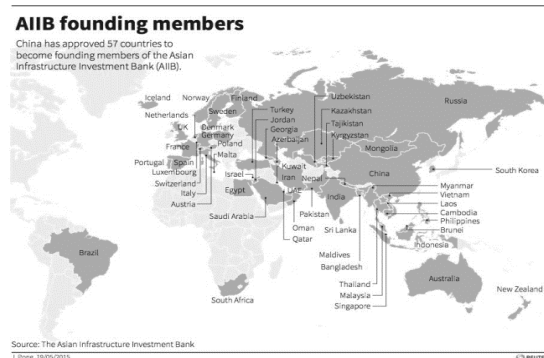 AIIB founding members
China has approved 57 countries to
become founding members of the Asian
Infrastructure Investment Bank (AIIB).
Iceland
Norway
Finland
Sweden
Netherlands
UK
Denmark
Germany
Poland
France
Malta
Portugal
Spain
Luxembourg
Switzerland
Italy
Austria
Turkey
Jordan
Georgia
Azerbaijan
Uzbekistan
Kazakhstan
Tajikistan
Kyrgyzstan
Russia
Mongolia
China
South Korea
Kuwait
Iran
Nepal
Israel
Egypt
UAE
India
Saudi Arabia
Pakistan
Oman
Qatar
Sri Lanka
Maldives
Bangladesh
Myanmar
Vietnam
Laos
Cambodia
Philippines
Brunei
Indonesia
Thailand
Malaysia
Singapore
Brazil
South Africa
Australia
New Zealand
Source: The Asian Infrastructure Investment Bank
19/05/2015
REUTERS